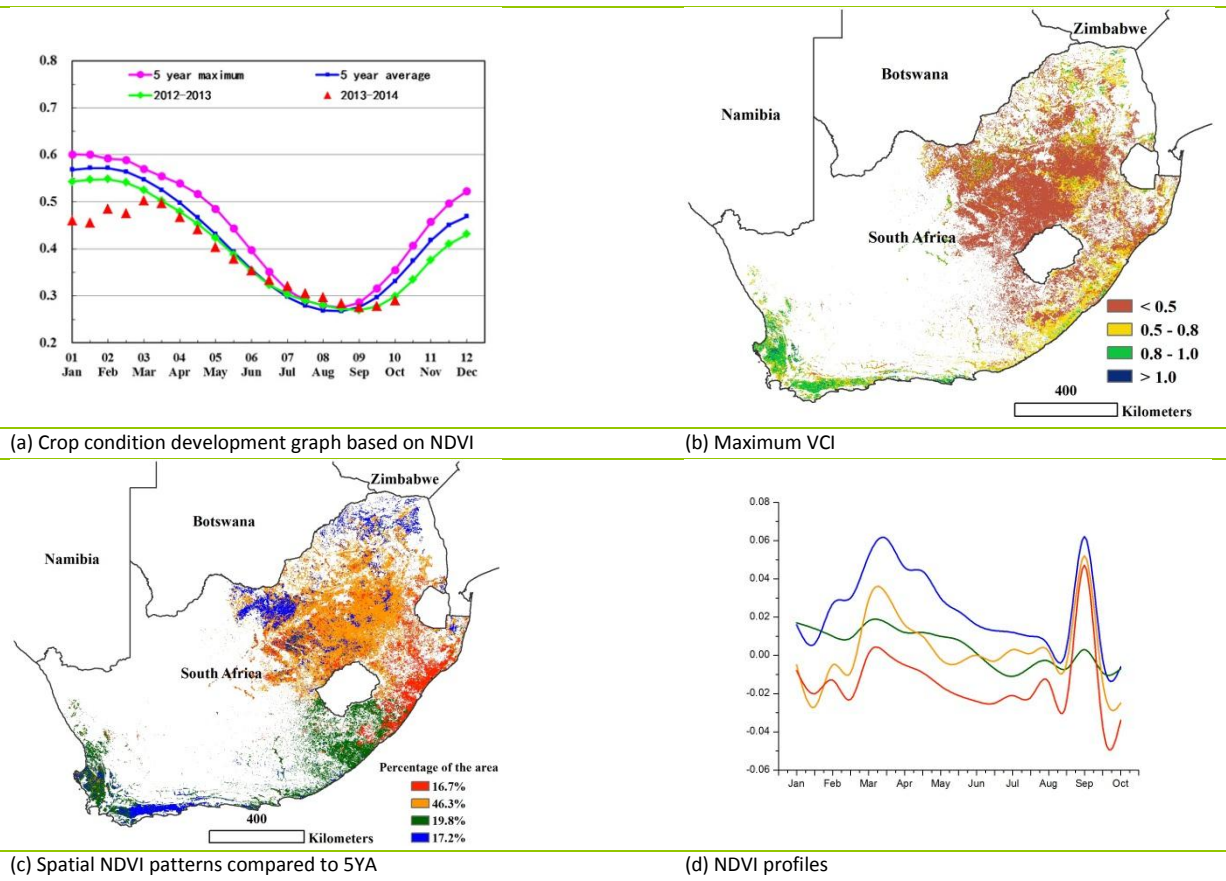 0.8
0.7
0.6
0.5
0.4
0.3
0.2
5 year maximum
5 year average
2012-2013
2013-2014
01 02 03 04 05 06 07 08 09 10 11 12
Jan Feb Mar Apr May Jun Jul Aug Sep Oct Nov Dec
Zimbabwe
Botswana
Namibia
South Africa
< 0.5
0.5 - 0.8
0.8 - 1.0
> 1.0
400
Kilometers
(a) Crop condition development graph based on NDVI
(b) Maximum VCI
Zimbabwe
Botswana
Namibia
South Africa
Percentage of the area
16.7%
46.3%
19.8%
17.2%
400
Kilometers
0.08
0.06
0.04
0.02
0.00
-0.02
-0.04
-0.06
Jan Feb Mar Apr May Jun Jul Aug Sep Oct
(c) Spatial NDVI patterns compared to 5YA
(d) NDVI profiles